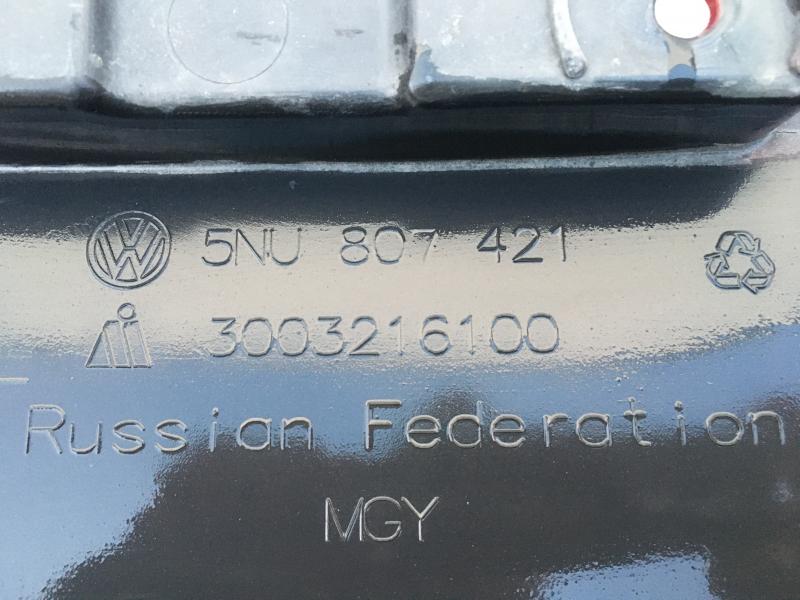 5NU 807 421
3003216100
Russian Federation
MGY